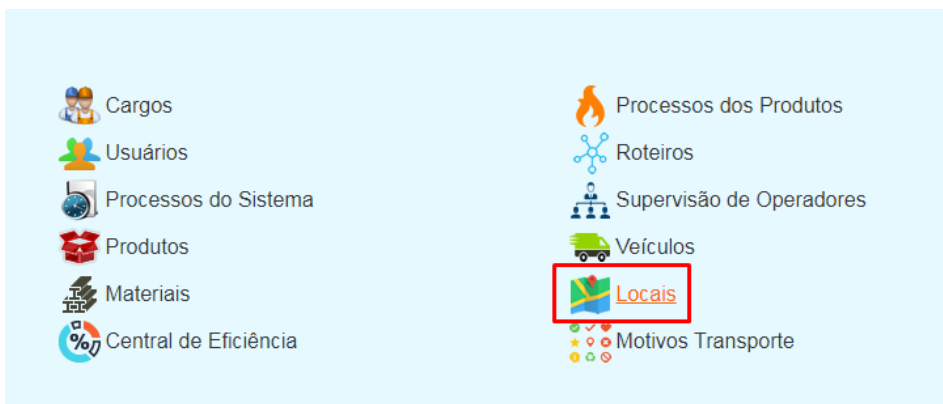 Cargos
Usuários
Processos do Sistema
Produtos
Materiais
Central de Eficiência
Processos dos Produtos
Roteiros
Supervisão de Operadores
Veículos
Locais
Motivos Transporte